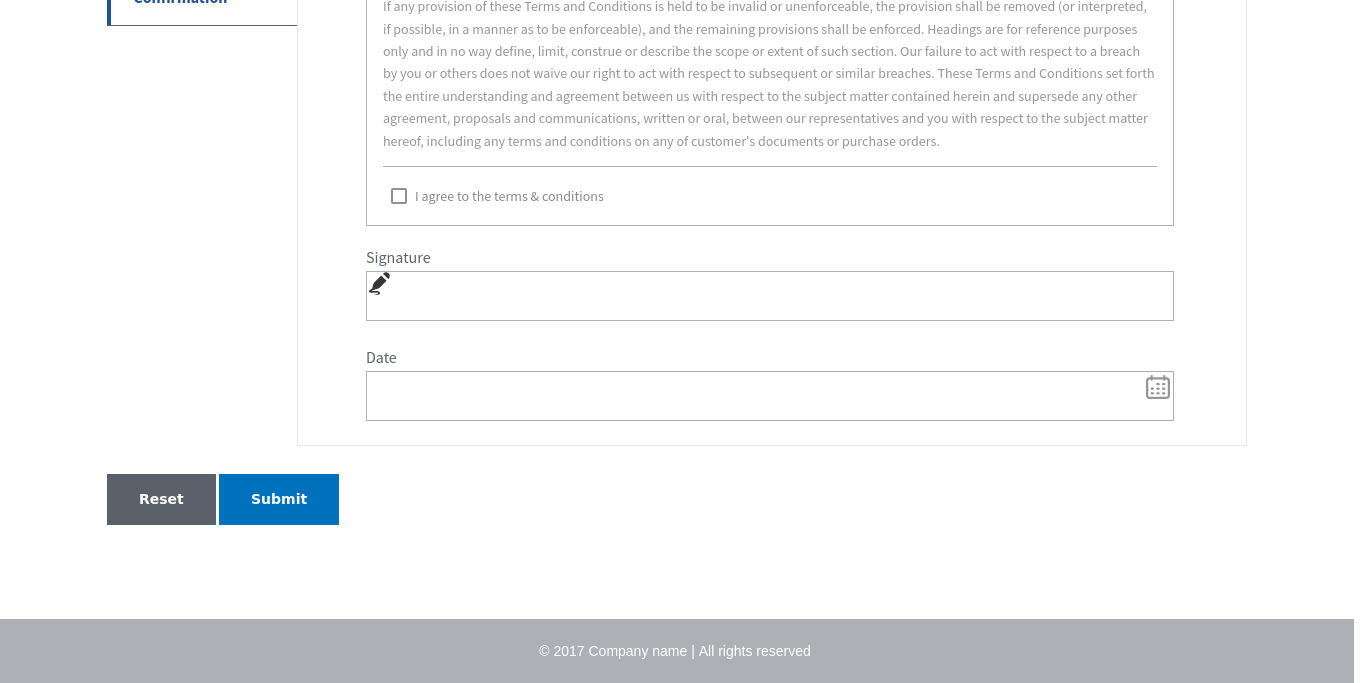 Confirmation
If any provision of these Terms and Conditions is held to be invalid or unenforceable, the provision shall be removed (or interpreted,
if possible, in a manner as to be enforceable), and the remaining provisions shall be enforced. Headings are for reference purposes
only and in no way define, limit, construe or describe the scope or extent of such section. Our failure to act with respect to a breach
by you or others does not waive our right to act with respect to subsequent or similar breaches. These Terms and Conditions set forth
the entire understanding and agreement between us with respect to the subject matter contained herein and supersede any other
agreement, proposals and communications, written or oral, between our representatives and you with respect to the subject matter
hereof, including any terms and conditions on any of customer's documents or purchase orders.
I agree to the terms & conditions
Signature
Date
Reset Submit
© 2017 Company name | All rights reserved